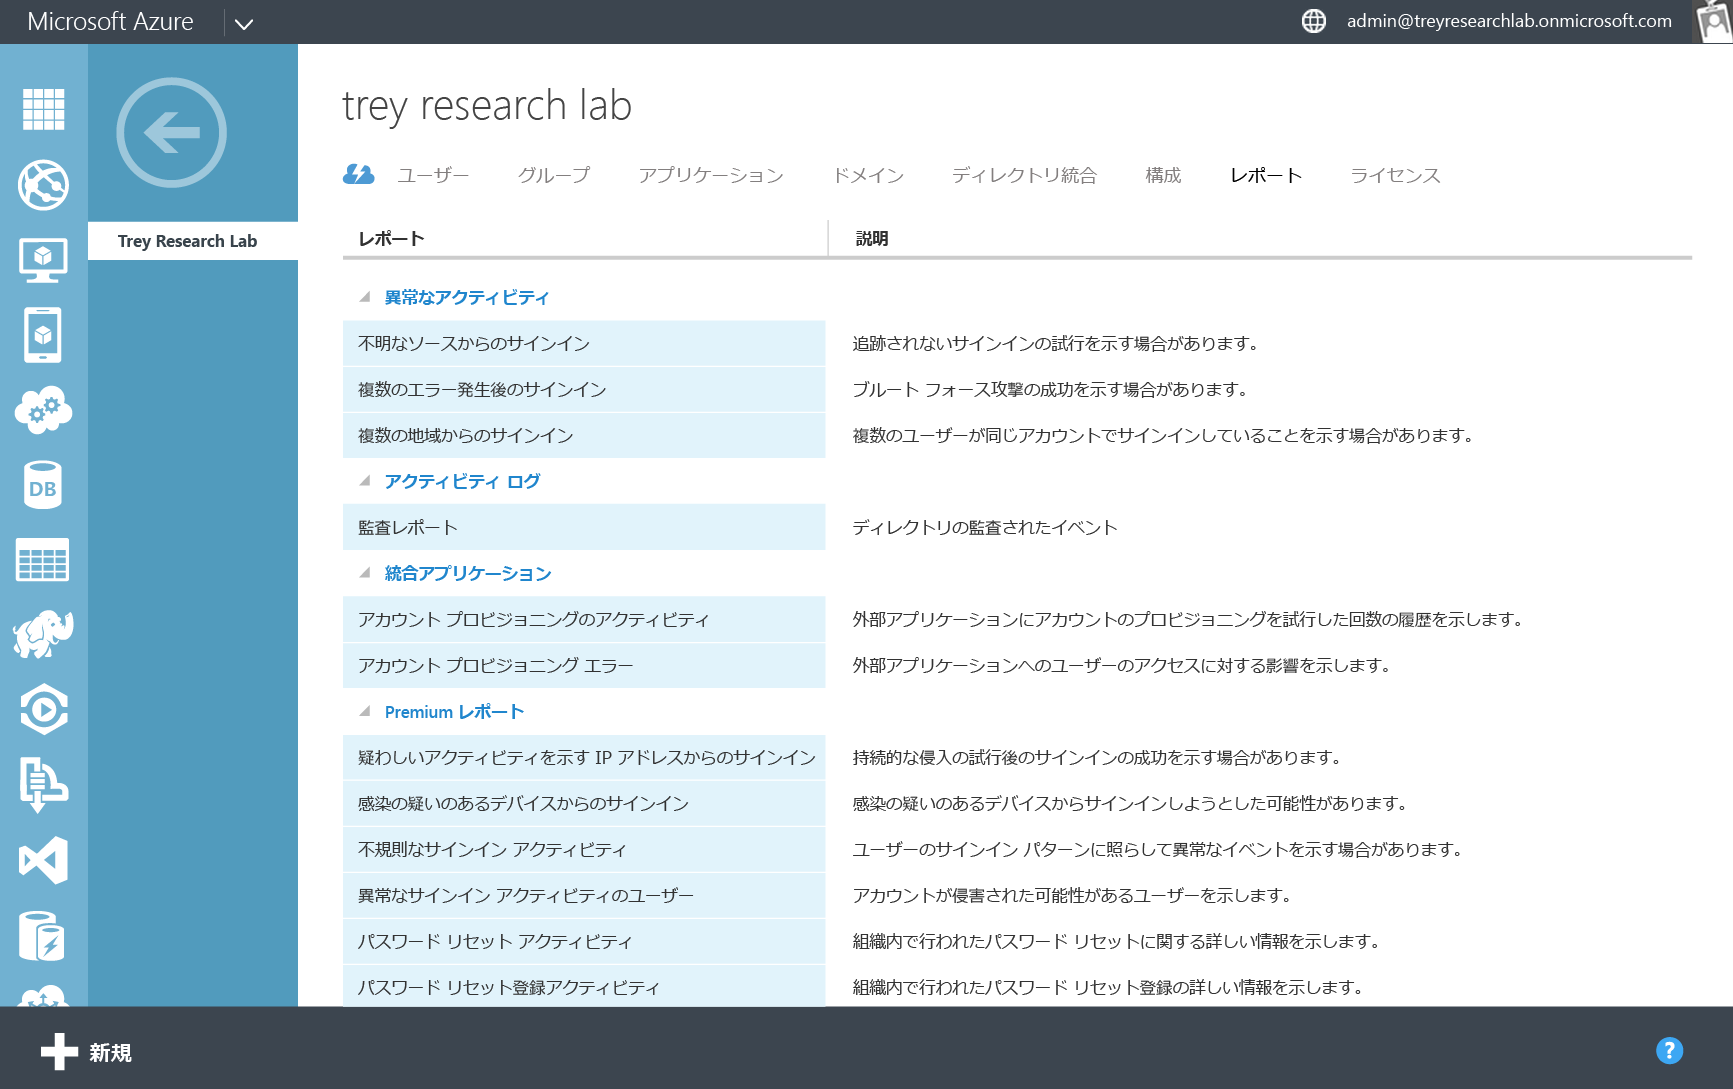 Microsoft Azure
admin@treyresearchlab.onmicrosoft.com
Trey Research Lab
trey research lab
ユーザー グループ アプリケーション ドメイン ディレクトリ統合 構成 レポート ライセンス
レポート 説明
異常なアクティビティ
不明なソースからのサインイン 追跡されないサインインの試行を示す場合があります。
複数のエラー発生後のサインイン ブルート フォース攻撃の成功を示す場合があります。
複数の地域からのサインイン 複数のユーザーが同じアカウントでサインインしていることを示す場合があります。
アクティビティ ログ
監査レポート ディレクトリの監査されたイベント
統合アプリケーション
アカウント プロビジョニングのアクティビティ 外部アプリケーションにアカウントのプロビジョニングを試行した回数の履歴を示します。
アカウント プロビジョニング エラー 外部アプリケーションへのユーザーのアクセスに対する影響を示します。
Premium レポート
疑わしいアクティビティを示す IP アドレスからのサインイン 持続的な侵入の試行後のサインインの成功を示す場合があります。
感染の疑いのあるデバイスからのサインイン 感染の疑いのあるデバイスからサインインしようとした可能性があります。
不規則なサインイン アクティビティ ユーザーのサインイン パターンに照らして異常なイベントを示す場合があります。
異常なサインイン アクティビティのユーザー アカウントが侵害された可能性があるユーザーを示します。
パスワード リセット アクティビティ 組織内で行われたパスワード リセットに関する詳しい情報を示します。
パスワード リセット登録アクティビティ 組織内で行われたパスワード リセット登録の詳しい情報を示します。
DB
新規
?